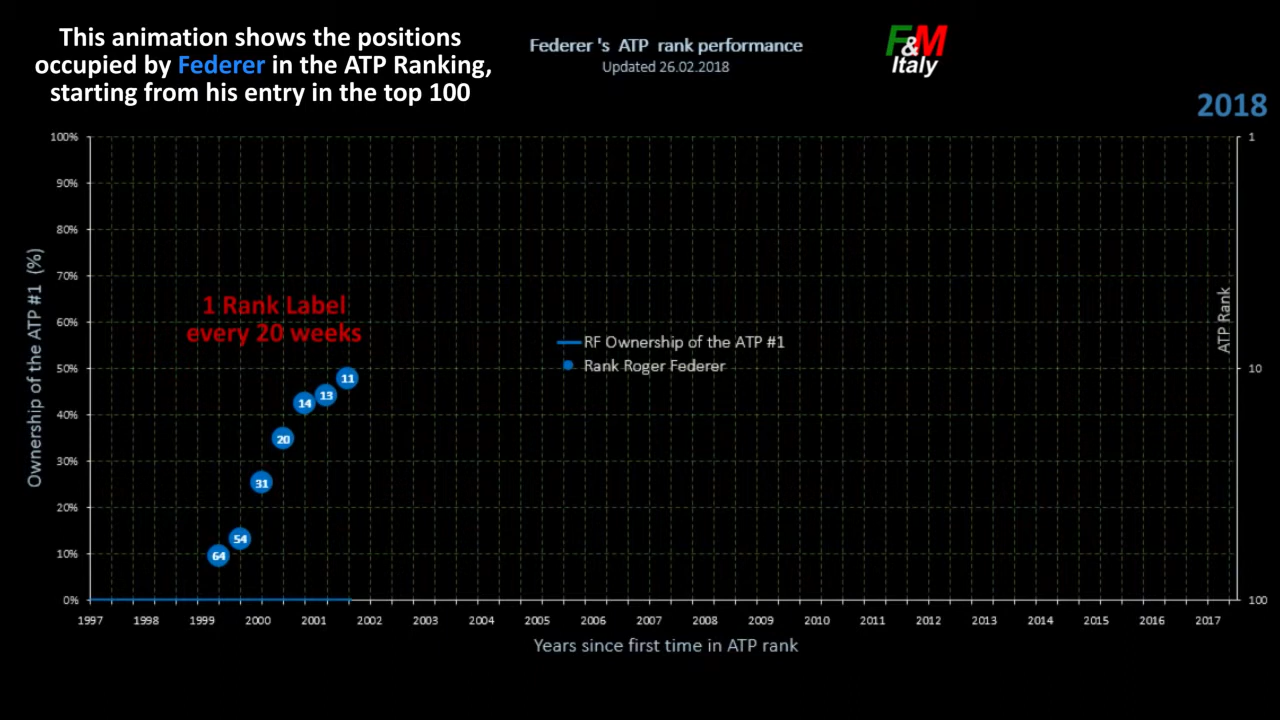 This animation shows the positions
occupied by Federer in the ATP Ranking,
starting from his entry in the top 100
Federer 's ATP rank performance
Updated 26.02.2018
F&M
Italy
2018
100%
90%
80%
70%
60%
50%
40%
30%
20%
10%
0%
Ownership of the ATP #1 (%)
1 Rank Label
every 20 weeks
64
54
31
20
14
13
11
RF Ownership of the ATP #1
Rank Roger Federer
1
10
100
ATP Rank
1997 1998 1999 2000 2001 2002 2003 2004 2005 2006 2007 2008 2009 2010 2011 2012 2013 2014 2015 2016 2017
Years since first time in ATP rank